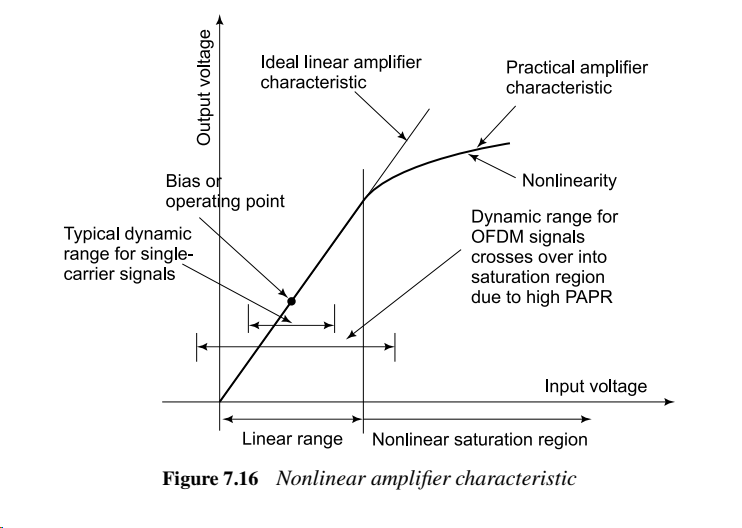 Output voltage
Ideal linear amplifier
characteristic
Practical amplifier
characteristic
Bias or
operating point
Nonlinearity
Typical dynamic
range for single-
carrier signals
Dynamic range for
OFDM signals
crosses over into
saturation region
due to high PAPR
Input voltage
Linear range
Nonlinear saturation region
Figure 7.16 Nonlinear amplifier characteristic